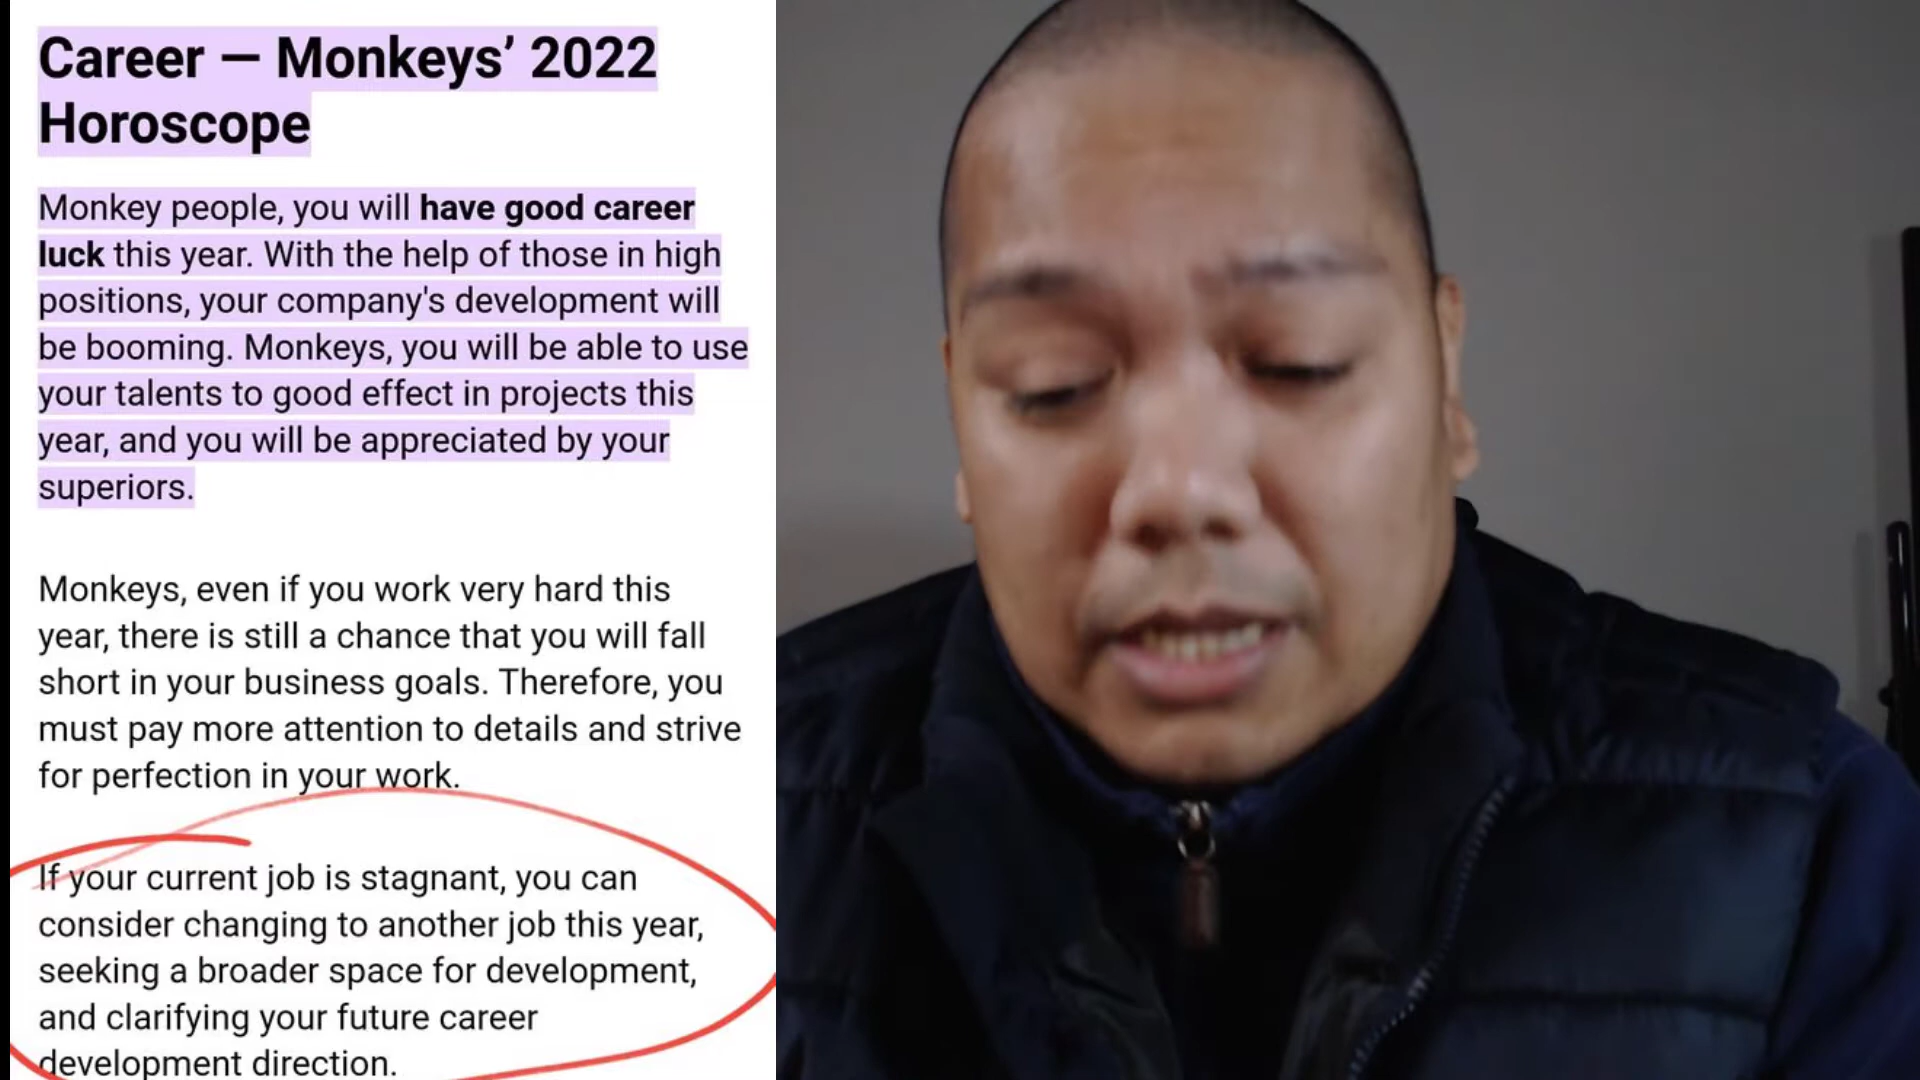 Career — Monkeys’ 2022
Horoscope
Monkey people, you will have good career
luck this year. With the help of those in high
positions, your company's development will
be booming. Monkeys, you will be able to use
your talents to good effect in projects this
year, and you will be appreciated by your
superiors.
Monkeys, even if you work very hard this
year, there is still a chance that you will fall
short in your business goals. Therefore, you
must pay more attention to details and strive
for perfection in your work.
If your current job is stagnant, you can
consider changing to another job this year,
seeking a broader space for development,
and clarifying your future career
development direction.